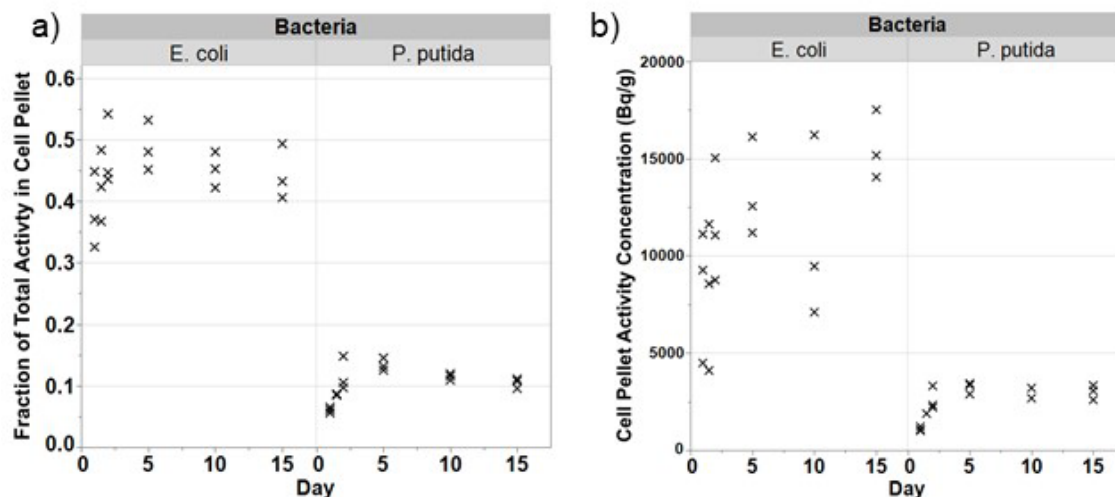 a)
Bacteria
E. coli P. putida
Fraction of Total Activty in Cell Pellet
0.6
0.5
0.4
0.3
0.2
0.1
0.0
0 5 10 15 0 5 10 15
Day
b)
Bacteria
E. coli P. putida
Cell Pellet Activity Concentration (Bq/g)
20000
15000
10000
5000
0
0 5 10 15 0 5 10 15
Day